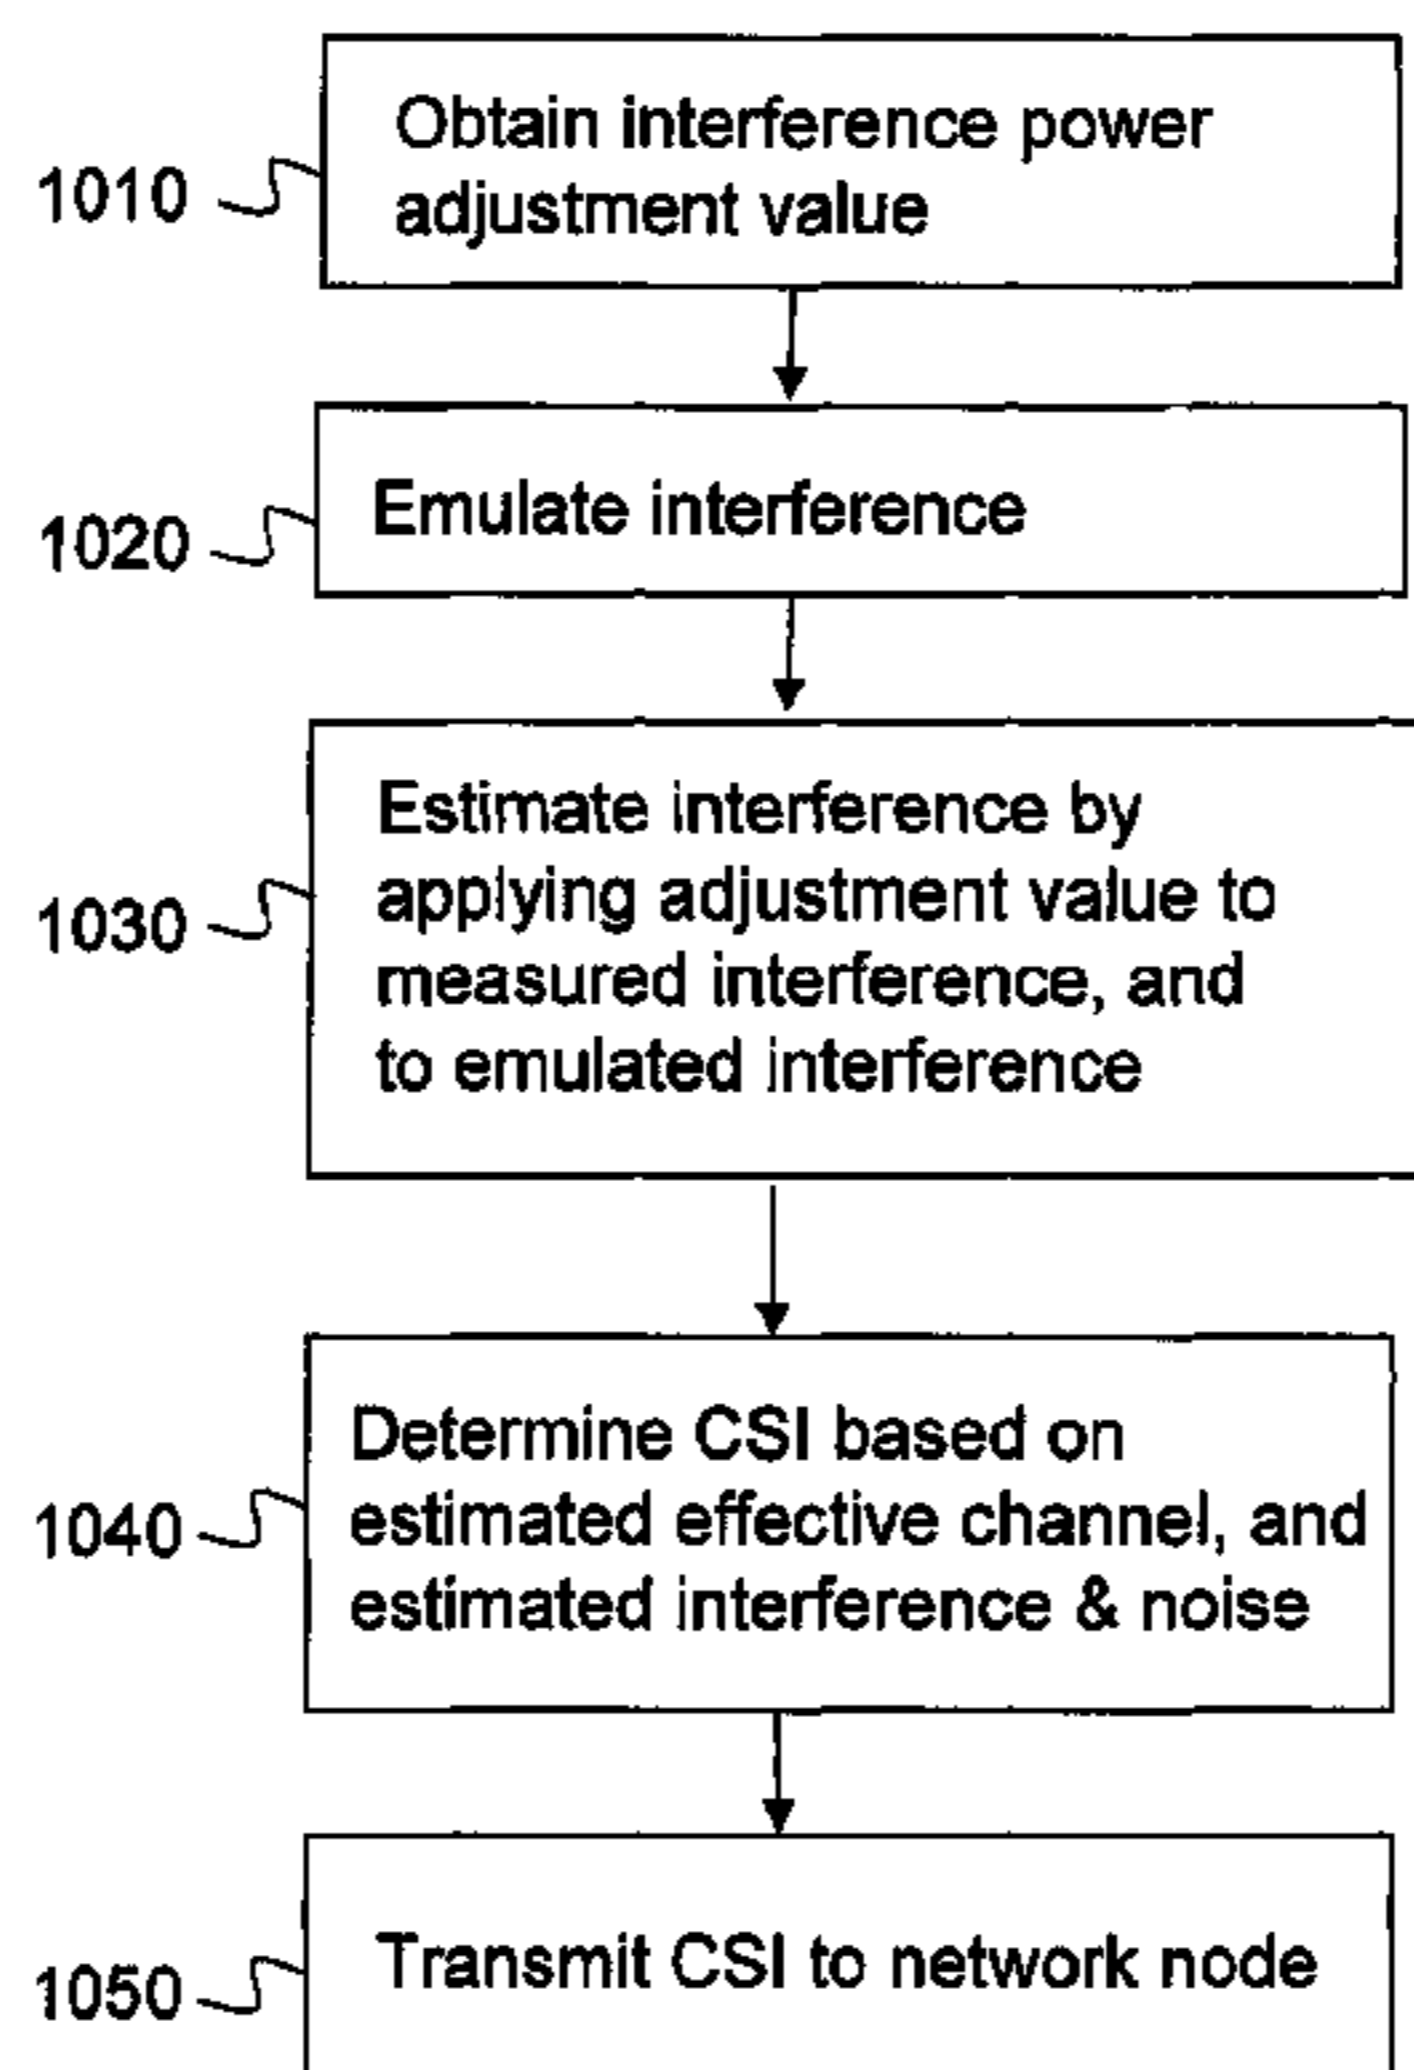 Obtain interference power
adjustment value
1010
Emulate interference
1020
Estimate interference by
applying adjustment value to
measured interference, and
to emulated interference
1030
Determine CSI based on
estimated effective channel, and
estimated interference & noise
1040
Transmit CSI to network node
1050